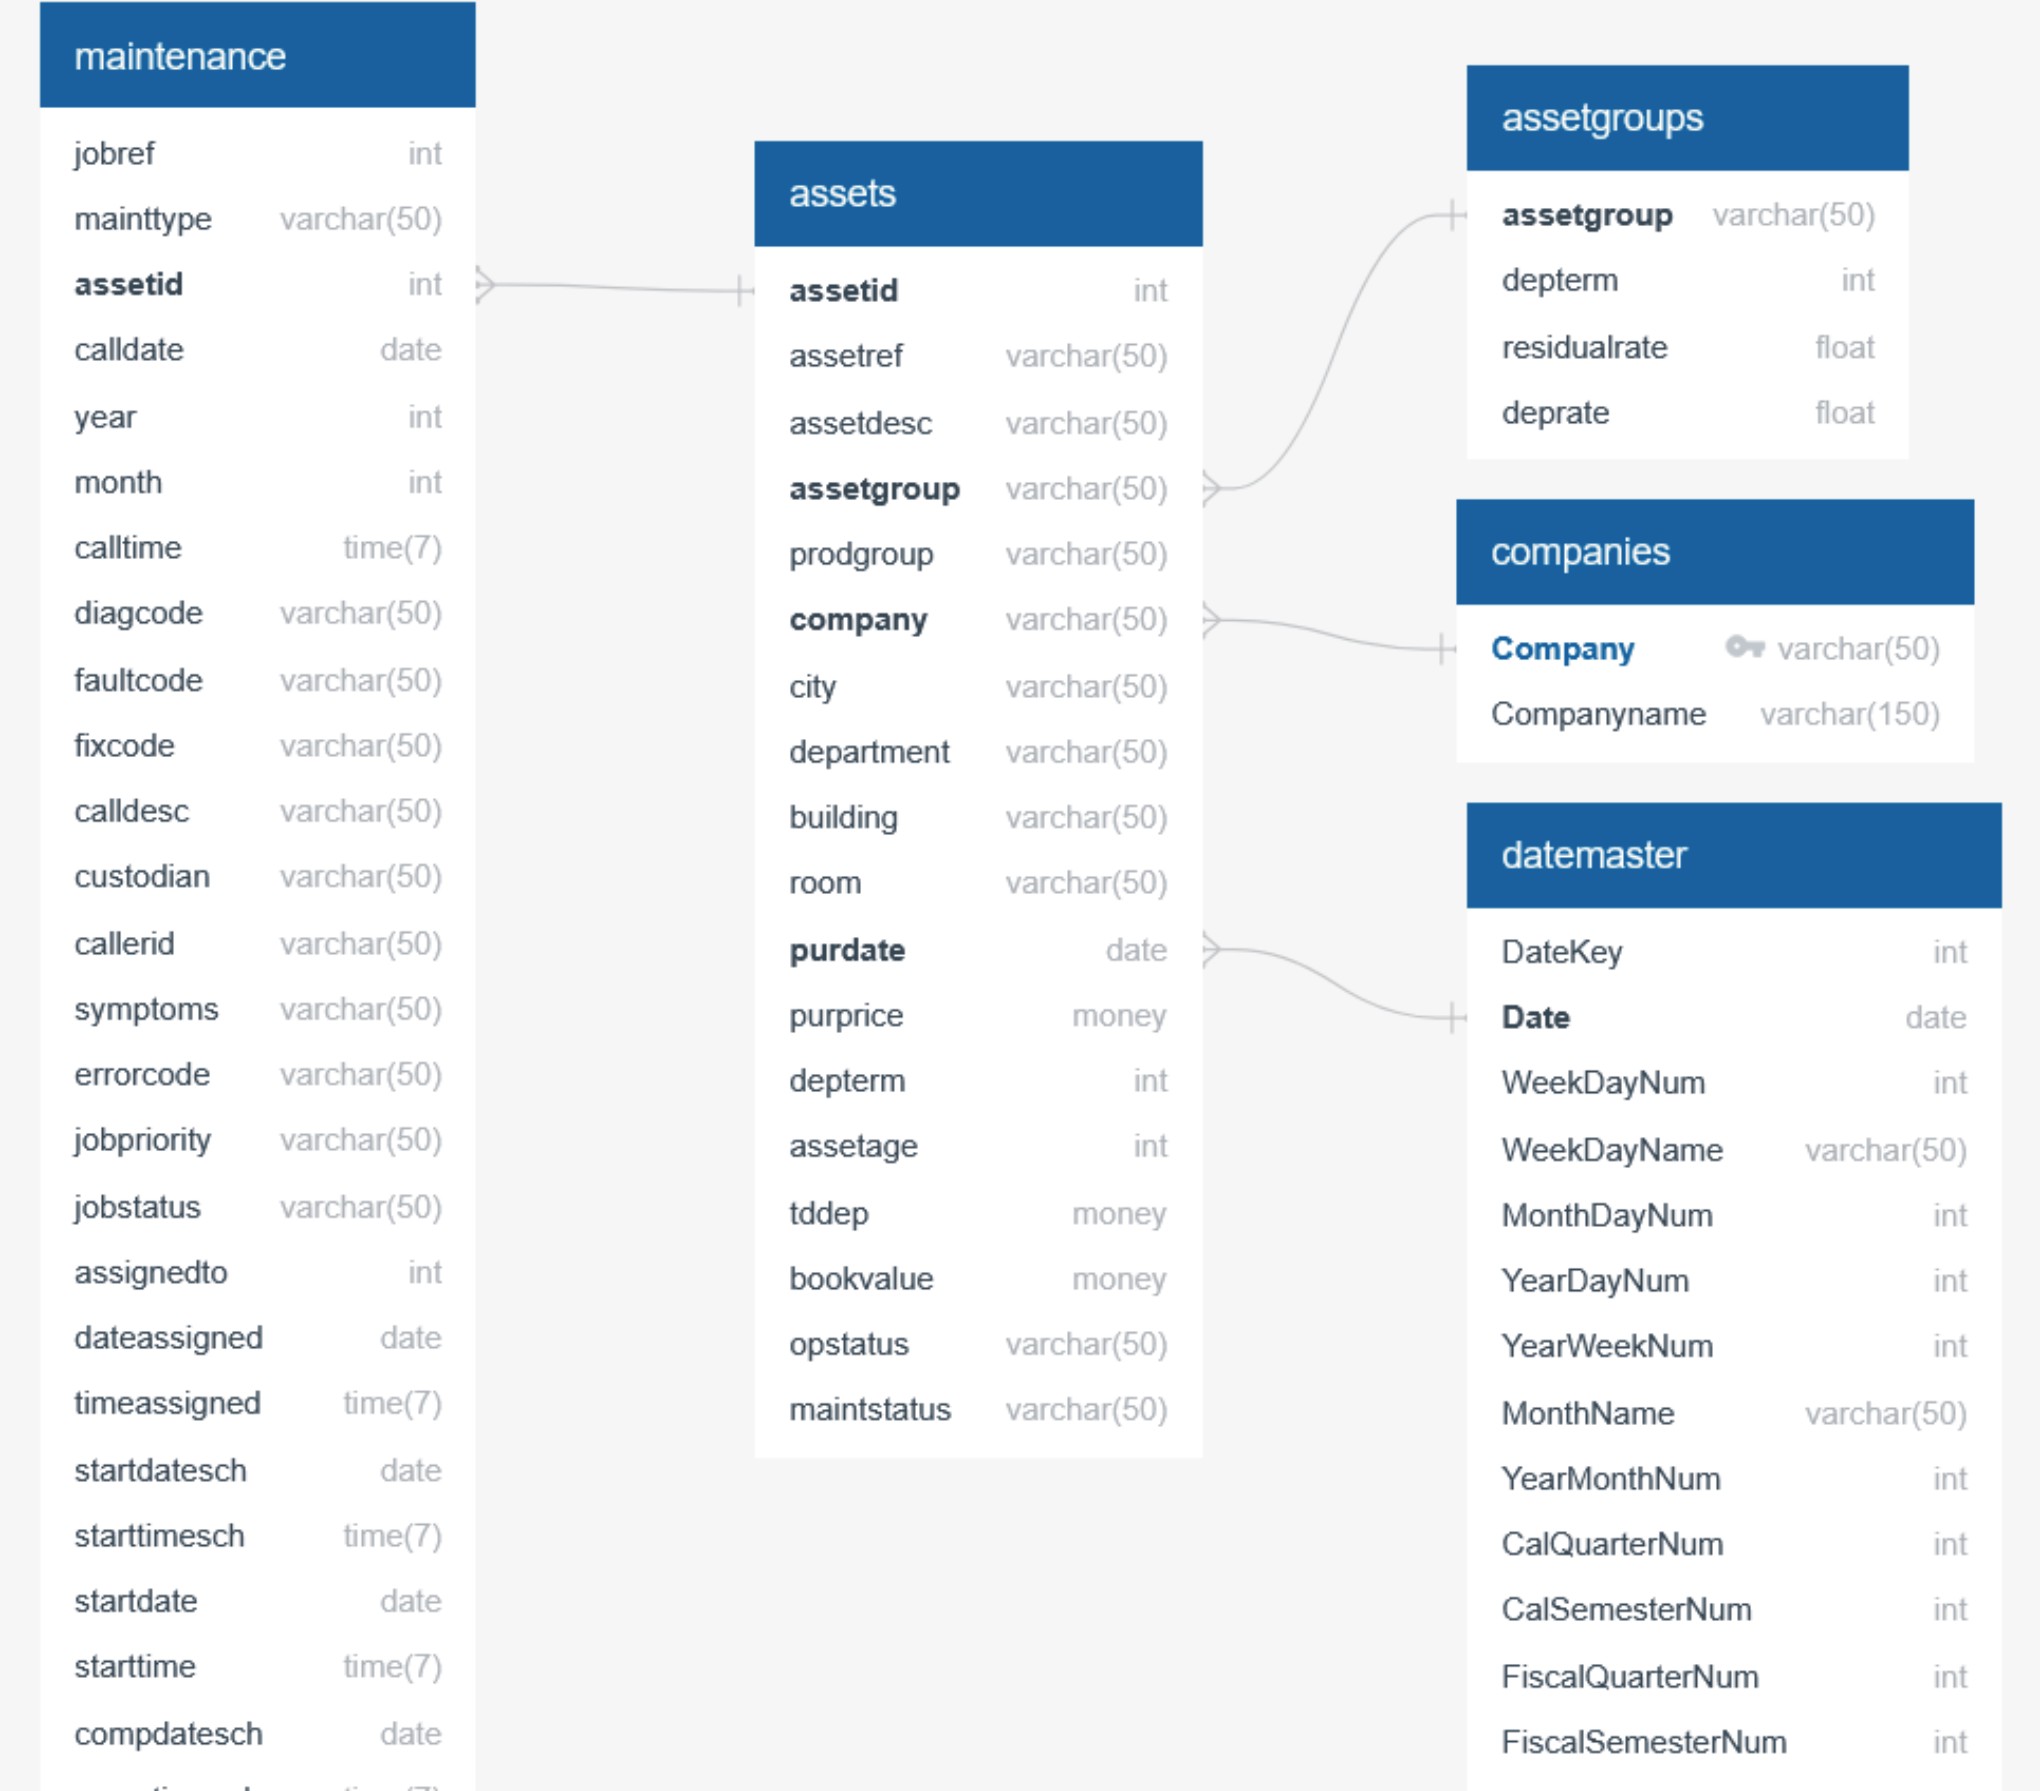 maintenance
jobref int
mainttype varchar(50)
assetid int
calldate date
year int
month int
calltime time(7)
diagcode varchar(50)
faultcode varchar(50)
fixcode varchar(50)
calldesc varchar(50)
custodian varchar(50)
callerid varchar(50)
symptoms varchar(50)
errorcode varchar(50)
jobpriority varchar(50)
jobstatus varchar(50)
assignedto int
dateassigned date
timeassigned time(7)
startdatesch date
starttimesch time(7)
startdate date
starttime time(7)
compdatesch date
assets
assetid int
assetref varchar(50)
assetdesc varchar(50)
assetgroup varchar(50)
prodgroup varchar(50)
company varchar(50)
city varchar(50)
department varchar(50)
building varchar(50)
room varchar(50)
purdate date
purprice money
depterm int
assetage int
tddep money
bookvalue money
opstatus varchar(50)
maintstatus varchar(50)
assetgroups
assetgroup varchar(50)
depterm int
residualrate float
deprate float
companies
Company varchar(50)
Companyname varchar(150)
datemaster
DateKey int
Date date
WeekDayNum int
WeekDayName varchar(50)
MonthDayNum int
YearDayNum int
YearWeekNum int
MonthName varchar(50)
YearMonthNum int
CalQuarterNum int
CalSemesterNum int
FiscalQuarterNum int
FiscalSemesterNum int